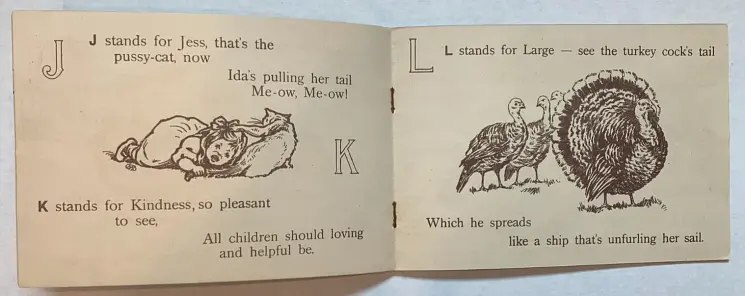 J
J stands for Jess, that's the
pussy-cat, now
Ida's pulling her tail
Me-ow, Me-ow!
K
K stands for Kindness, so pleasant
to see,
All children should loving
and helpful be.
L
L stands for Large — see the turkey cock's tail
Which he spreads
like a ship that's unfurling her sail.